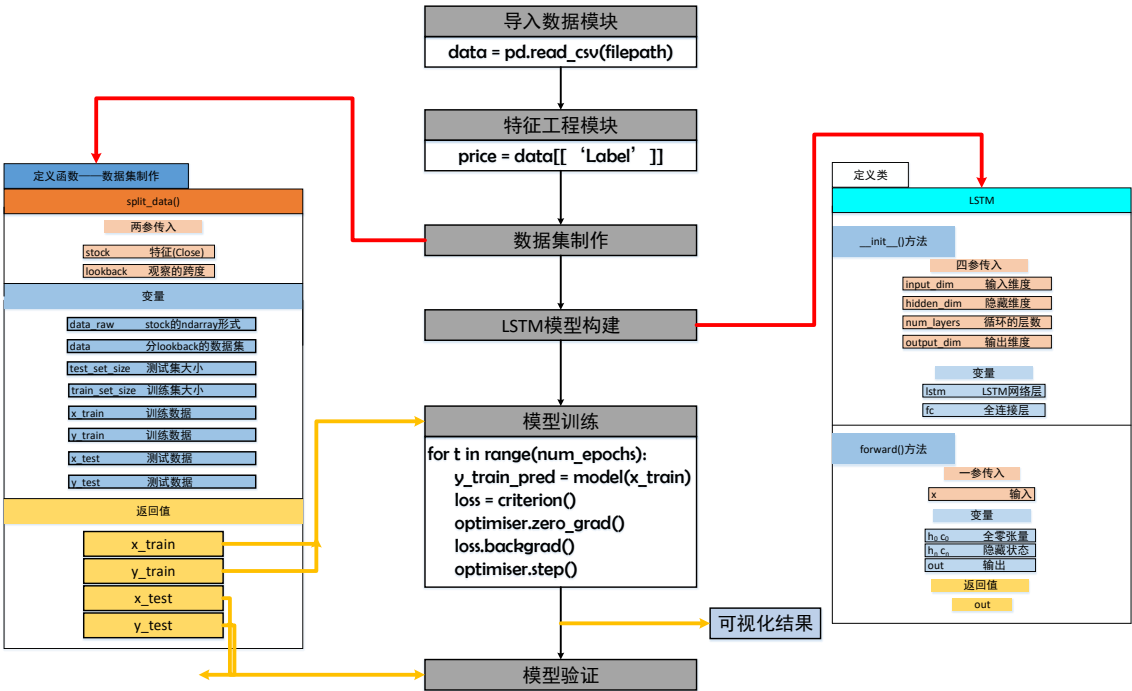 导入数据模块
data = pd.read_csv(filepath)
特征工程模块
price = data[[ ‘Label’ ]]
数据集制作
LSTM模型构建
模型训练
for t in range(num_epochs):
y_train_pred = model(x_train)
loss = criterion()
optimiser.zero_grad()
loss.backgrad()
optimiser.step()
可视化结果
模型验证
定义函数——数据集制作
split_data()
两参传入
stock 特征(Close)
lookback 观察的跨度
变量
data_raw stock的ndarray形式
data 分lookback的数据集
test_set_size 测试集大小
train_set_size 训练集大小
x_train 训练数据
y_train 训练数据
x_test 测试数据
y_test 测试数据
返回值
x_train
y_train
x_test
y_test
定义类
LSTM
__init__()方法
四参传入
input_dim 输入维度
hidden_dim 隐藏维度
num_layers 循环的层数
output_dim 输出维度
变量
lstm LSTM网络层
fc 全连接层
forward()方法
一参传入
x 输入
变量
h₀ c₀ 全零张量
hₙ cₙ 隐藏状态
out 输出
返回值
out